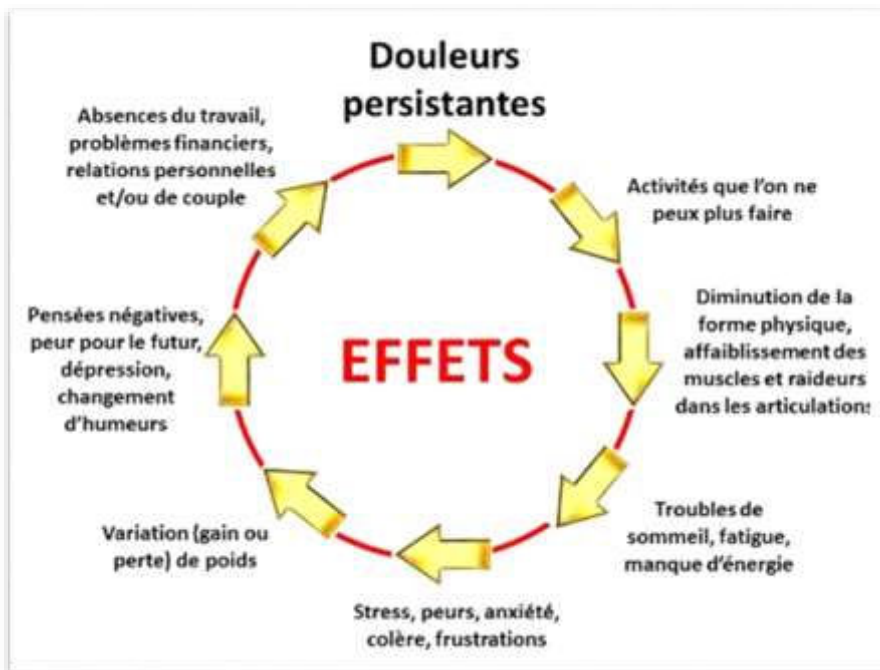 Douleurs
persistantes
Activités que l'on ne
peux plus faire
Diminution de la
forme physique,
affaiblissement des
muscles et raideurs
dans les articulations
Troubles de
sommeil, fatigue,
manque d'énergie
Stress, peurs, anxiété,
colère, frustrations
Variation (gain ou
perte) de poids
Pensées négatives,
peur pour le futur,
dépression,
changement
d'humeurs
Absences du travail,
problèmes financiers,
relations personnelles
et/ou de couple
EFFETS